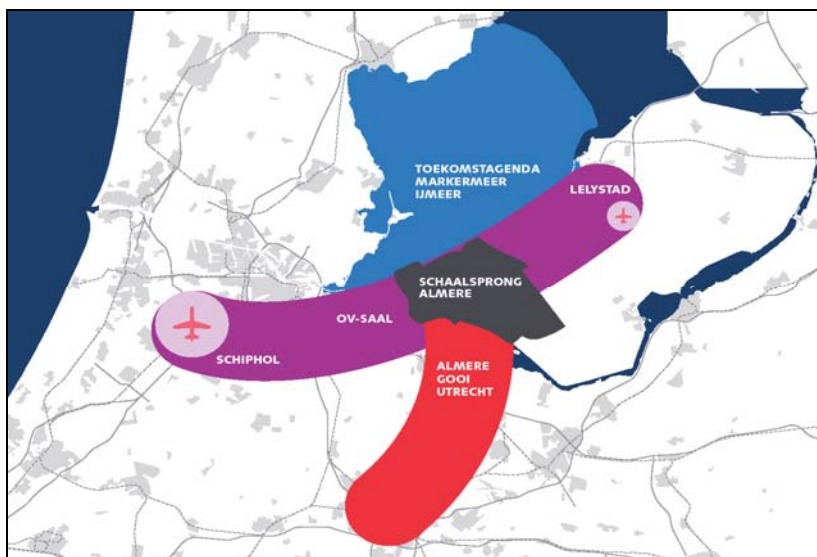 TOEKOMSTAGENDA
MARKERMEER
IJMEER
LELYSTAD
SCHAALSPRONG
ALMERE
OV-SAAL
SCHIPHOL
ALMERE
GOOI
UTRECHT